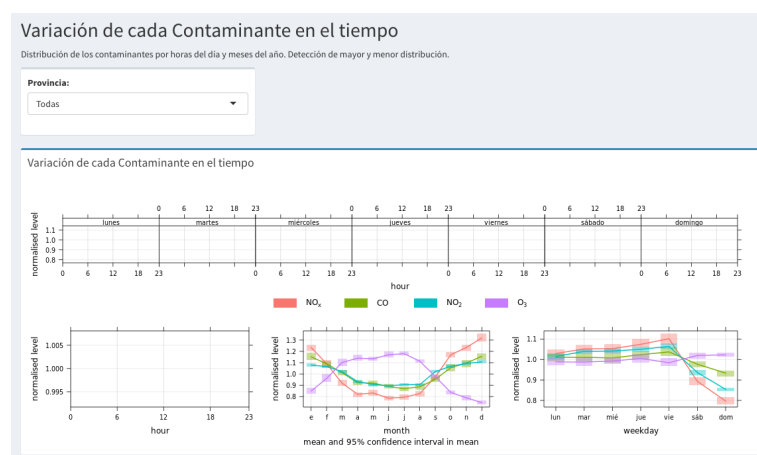 Variación de cada Contaminante en el tiempo
Distribución de los contaminantes por horas del día y meses del año. Detección de mayor y menor distribución.
Provincia:
Todas
Variación de cada Contaminante en el tiempo
0 6 12 18 23 0 6 12 18 23 0 6 12 18 23
lunes martes miércoles jueves viernes sábado domingo
normalised level
1.1
1.0
0.9
0.8
0 6 12 18 23 0 6 12 18 23 0 6 12 18 23 0 6 12 18 23
hour
NOx CO NO2 O3
normalised level
1.005
1.000
0.995
0 6 12 18 23
hour
normalised level
1.3
1.2
1.1
1.0
0.9
0.8
e f m a m j j a s o n d
month
mean and 95% confidence interval in mean
normalised level
1.1
1.0
0.9
0.8
lun mar mié jue vie sáb dom
weekday